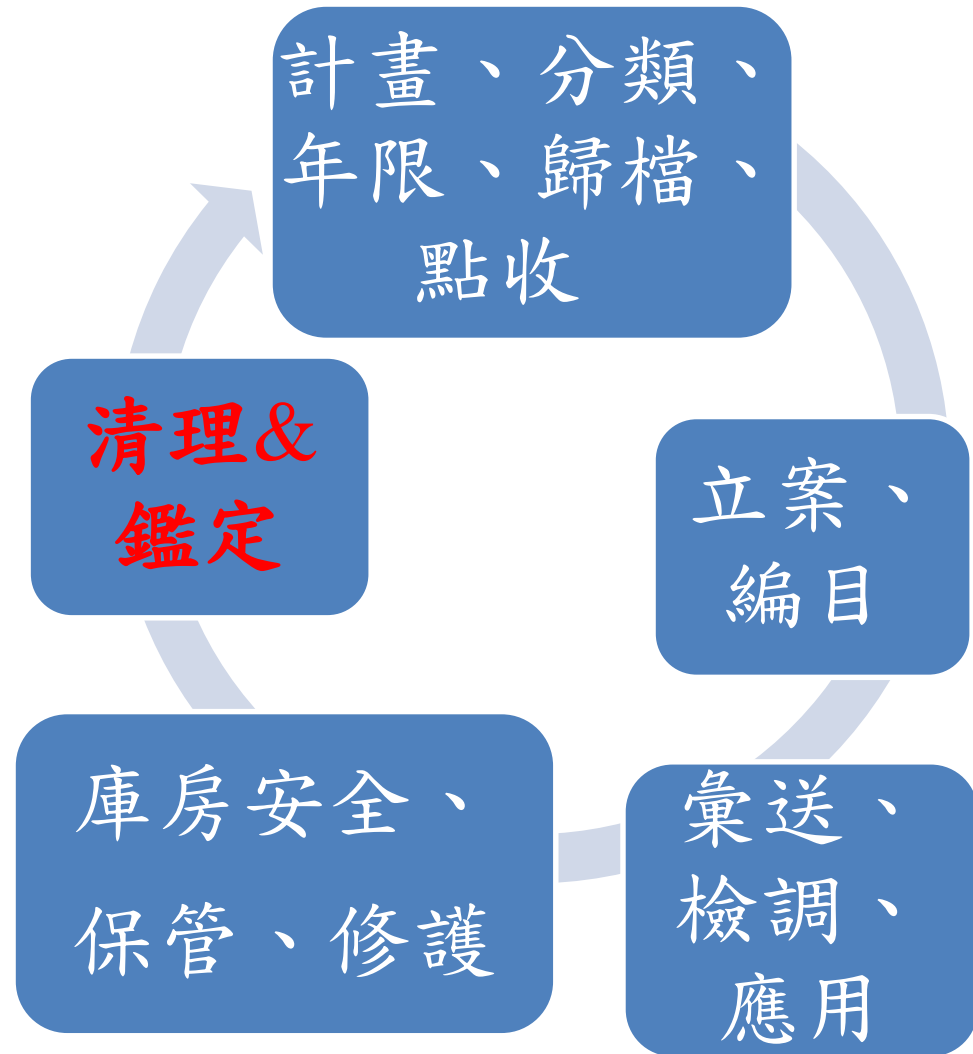 計畫、分類、
年限、歸檔、
點收
立案、
編目
彙送、
檢調、
應用
庫房安全、
保管、修護
清理&
鑑定